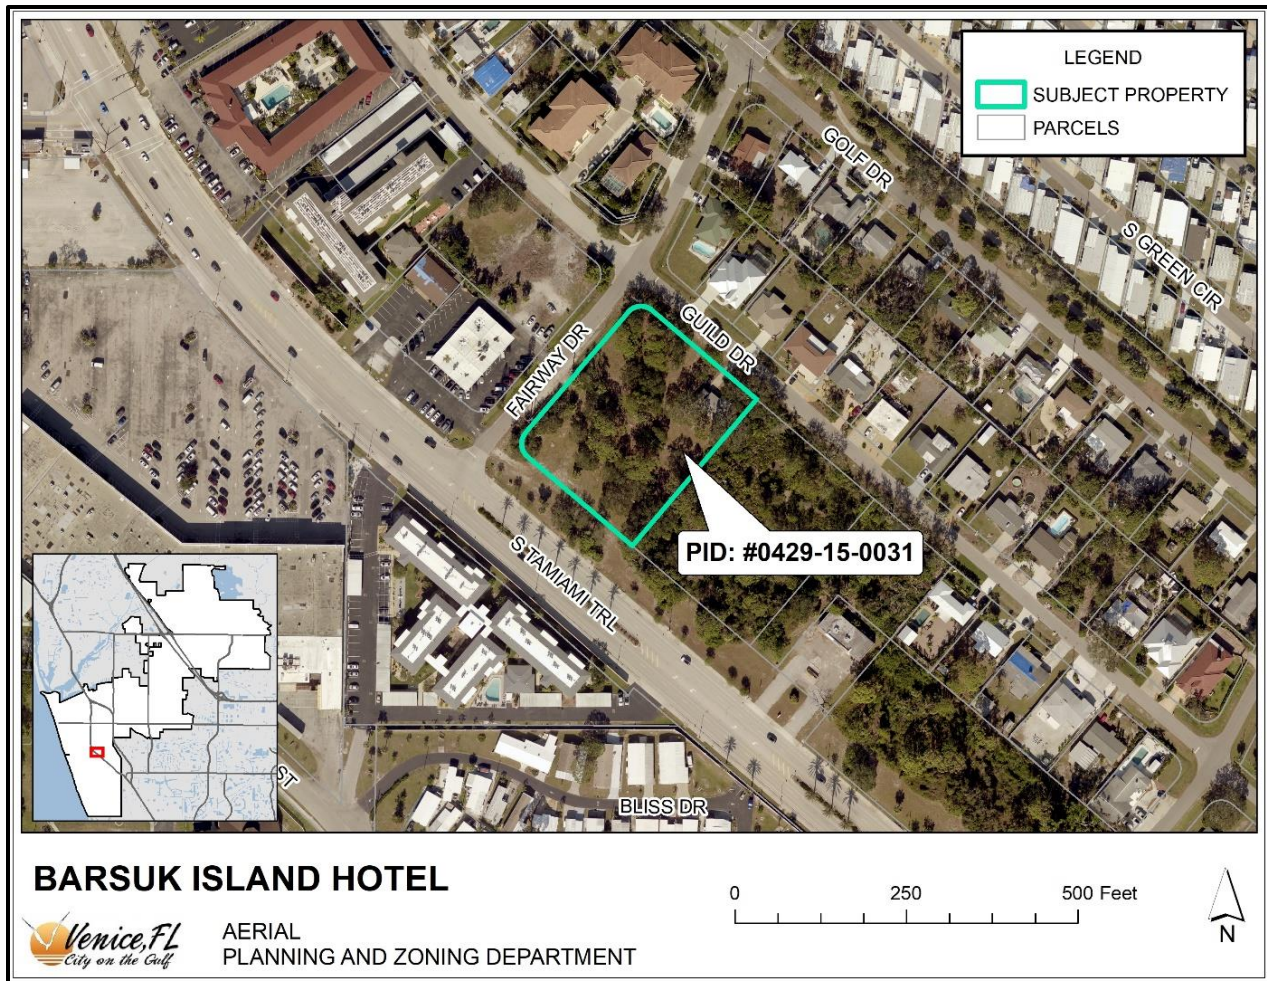 LEGEND
SUBJECT PROPERTY
PARCELS
GOLF DR
S GREEN CIR
GUILD DR
FAIRWAY DR
PID: #0429-15-0031
S TAMIAMI TRL
ST
BLISS DR
BARSUK ISLAND HOTEL
0 250 500 Feet
Venice, FL
City on the Gulf
AERIAL
PLANNING AND ZONING DEPARTMENT
N